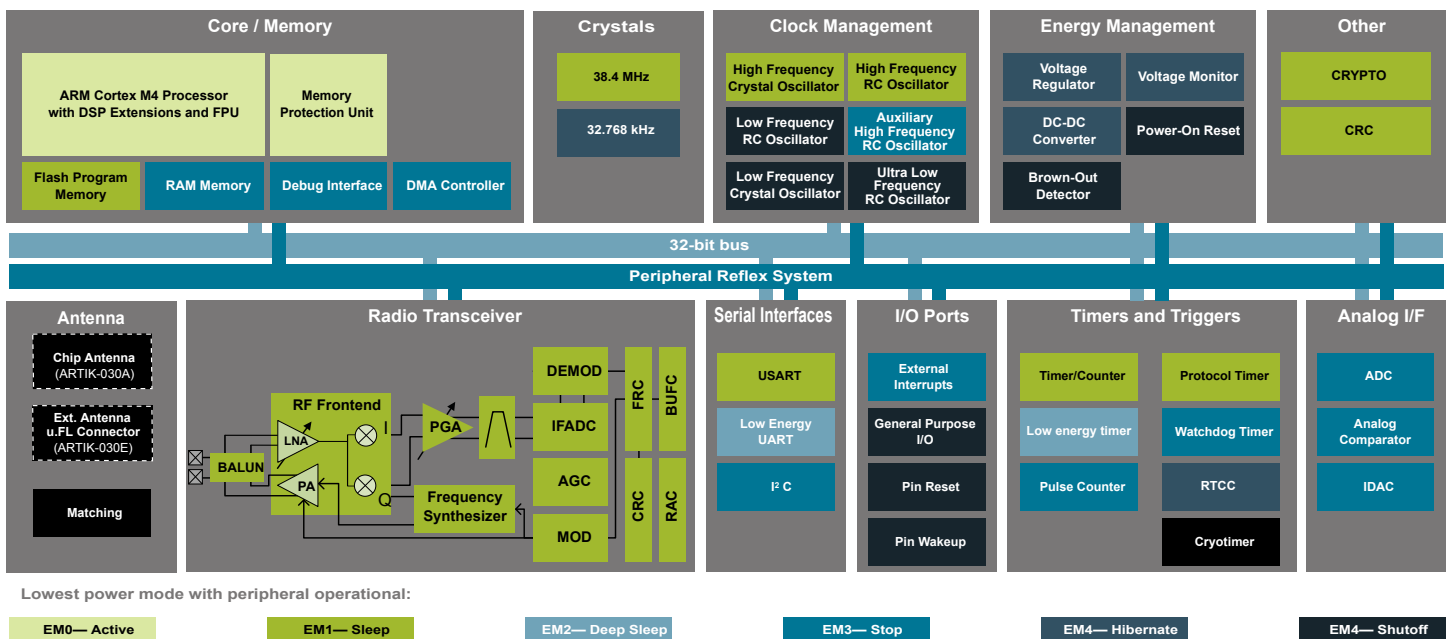 Core / Memory
ARM Cortex M4 Processor
with DSP Extensions and FPU
Memory
Protection Unit
Flash Program
Memory
RAM Memory
Debug Interface
DMA Controller
Crystals
38.4 MHz
32.768 kHz
Clock Management
High Frequency
Crystal Oscillator
High Frequency
RC Oscillator
Low Frequency
RC Oscillator
Auxiliary
High Frequency
RC Oscillator
Low Frequency
Crystal Oscillator
Ultra Low
Frequency
RC Oscillator
Energy Management
Voltage
Regulator
Voltage Monitor
DC-DC
Converter
Power-On Reset
Brown-Out
Detector
Other
CRYPTO
CRC
32-bit bus
Peripheral Reflex System
Antenna
Chip Antenna
(ARTIK-030A)
Ext. Antenna
u.FL Connector
(ARTIK-030E)
Matching
Radio Transceiver
RF Frontend
LNA
I
BALUN
PA
Q
PGA
Frequency
Synthesizer
DEMOD
IFADC
AGC
MOD
FRC
BUFC
CRC
RAC
Serial Interfaces
USART
Low Energy
UART
I² C
I/O Ports
External
Interrupts
General Purpose
I/O
Pin Reset
Pin Wakeup
Timers and Triggers
Timer/Counter
Protocol Timer
Low energy timer
Watchdog Timer
Pulse Counter
RTCC
Cryotimer
Analog I/F
ADC
Analog
Comparator
IDAC
Lowest power mode with peripheral operational:
EM0— Active
EM1— Sleep
EM2— Deep Sleep
EM3— Stop
EM4— Hibernate
EM4— Shutoff